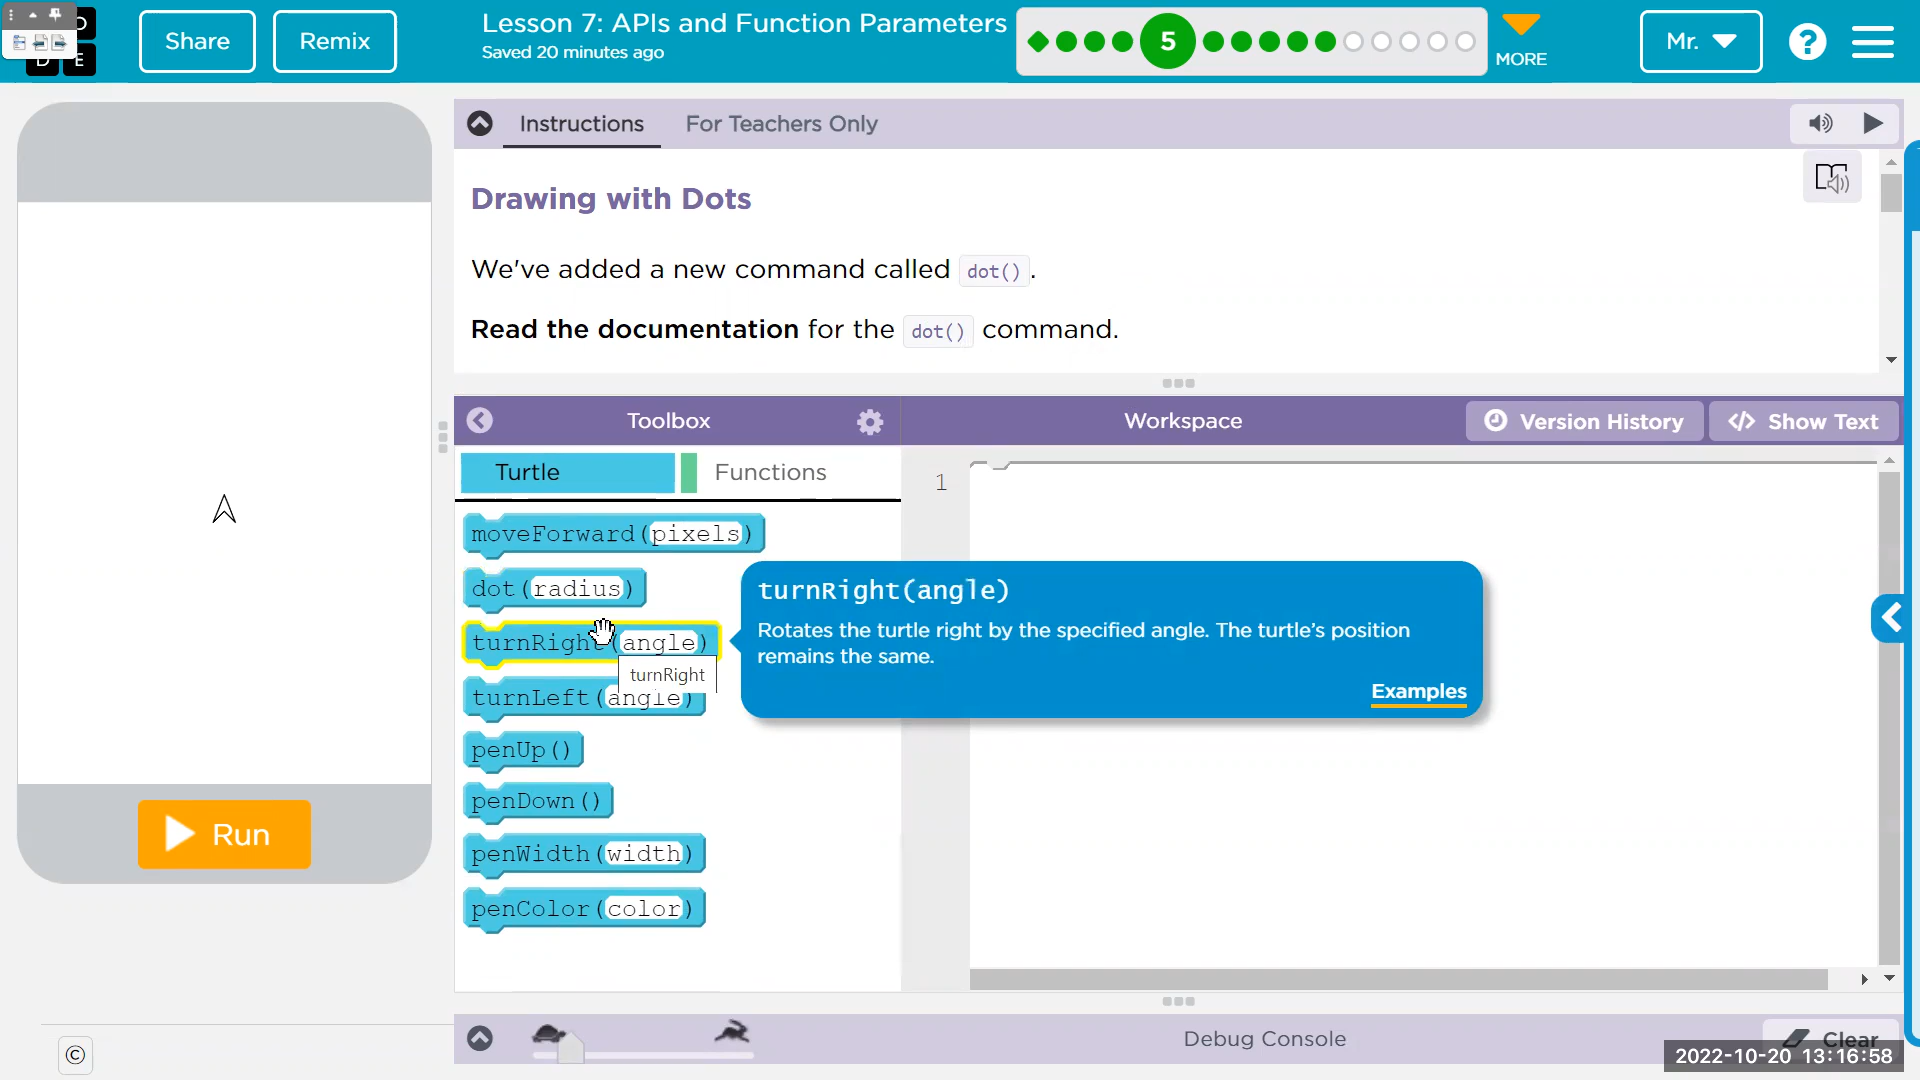 D
D E
Share
Remix
Lesson 7: APIs and Function Parameters
Saved 20 minutes ago
5
MORE
Mr.
?
Instructions
For Teachers Only
Drawing with Dots
We've added a new command called dot() .
Read the documentation for the dot() command.
Toolbox
Workspace
Version History
</> Show Text
Turtle
Functions
1
moveForward(pixels)
dot(radius)
turnRight(angle)
turnRight
turnLeft(angle)
penUp()
penDown()
penWidth(width)
penColor(color)
turnRight(angle)
Rotates the turtle right by the specified angle. The turtle's position
remains the same.
Examples
Run
©
Debug Console
Clear
2022-10-20 13:16:58